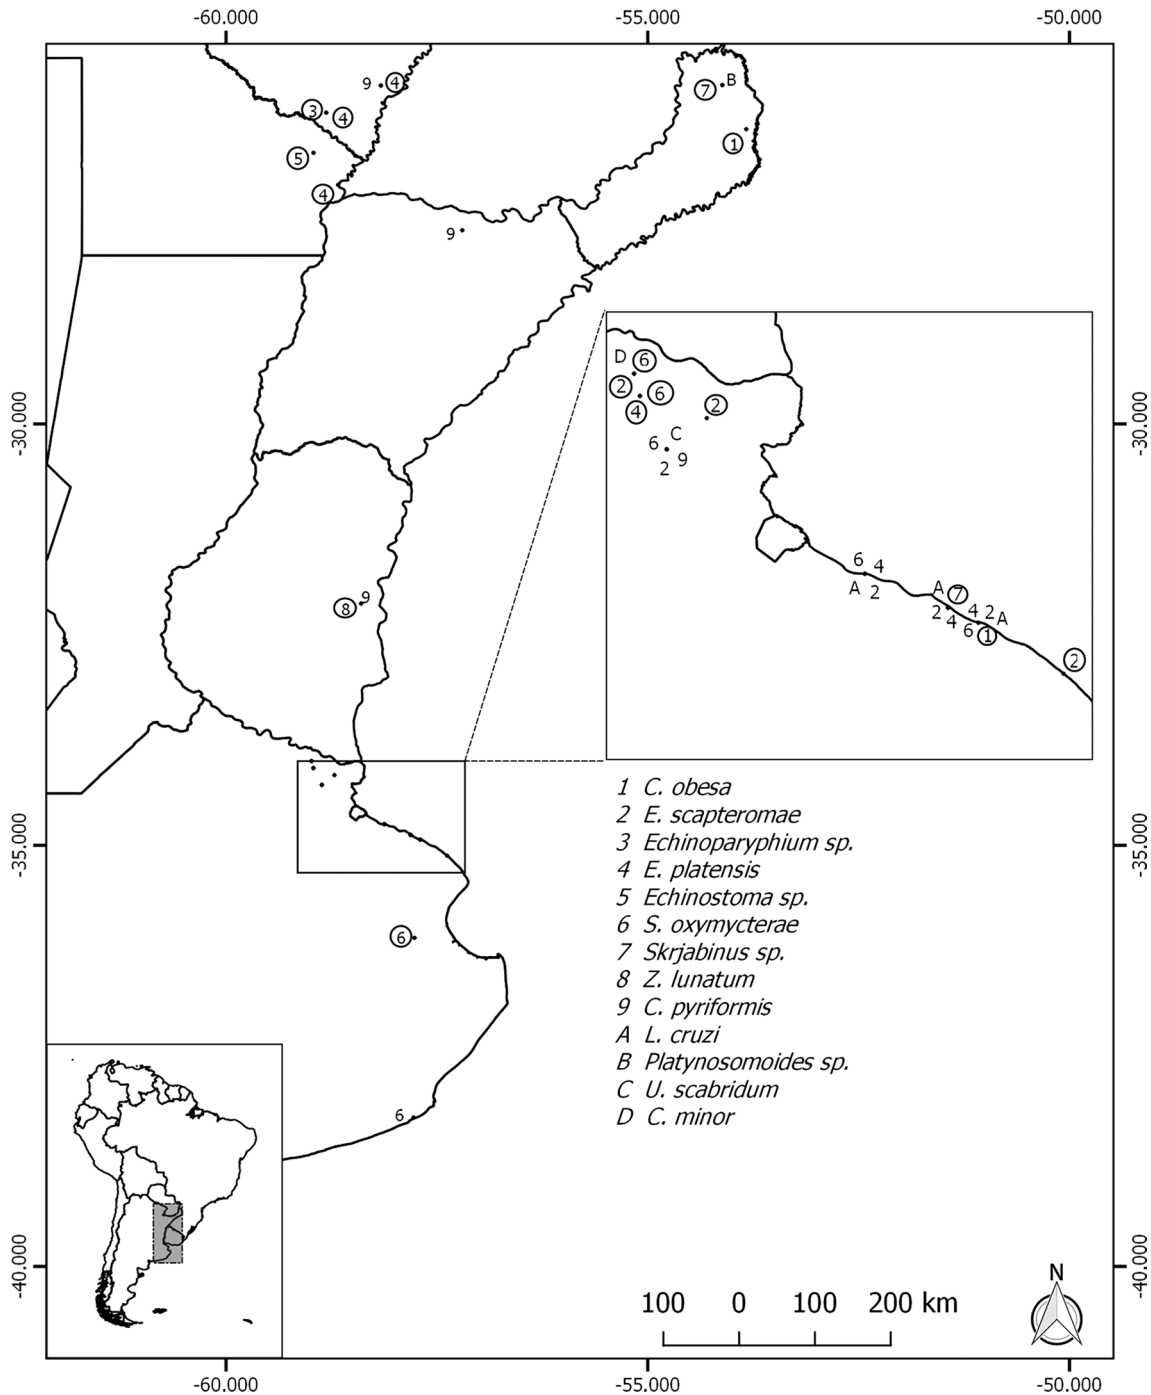 -60.000 -55.000 -50.000
9 4
7 B
3 4
1
5
4
9
-30.000 -30.000
D 6
2 6
4 2
6 C
2 9
6 4
A 2
A 7
2 4 4 2 A
6 1
2
8 9
1 C. obesa
2 E. scapteromae
3 Echinoparyphium sp.
4 E. platensis
5 Echinostoma sp.
6 S. oxymycterae
7 Skrjabinus sp.
8 Z. lunatum
9 C. pyriformis
A L. cruzi
B Platynosomoides sp.
C U. scabridum
D C. minor
-35.000 -35.000
6
6
-40.000 -40.000
N
100 0 100 200 km
-60.000 -55.000 -50.000